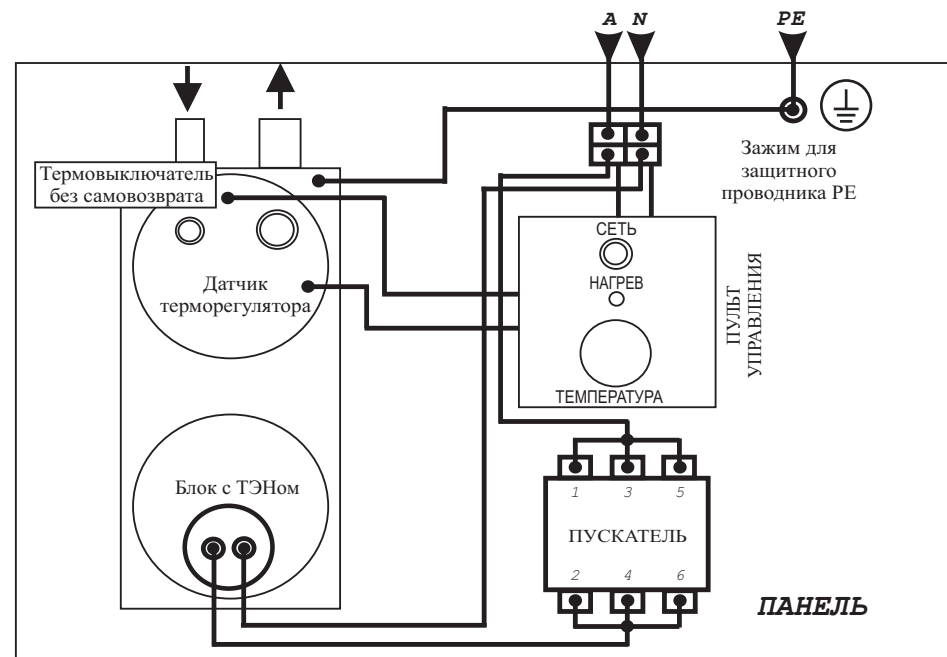 A N PE
Зажим для
защитного
проводника РЕ
Термовыключатель
без самовозврата
Датчик
терморегулятора
СЕТЬ
НАГРЕВ
ТЕМПЕРАТУРА
ПУЛЬТ
УПРАВЛЕНИЯ
Блок с ТЭНом
1 3 5
ПУСКАТЕЛЬ
2 4 6
ПАНЕЛЬ